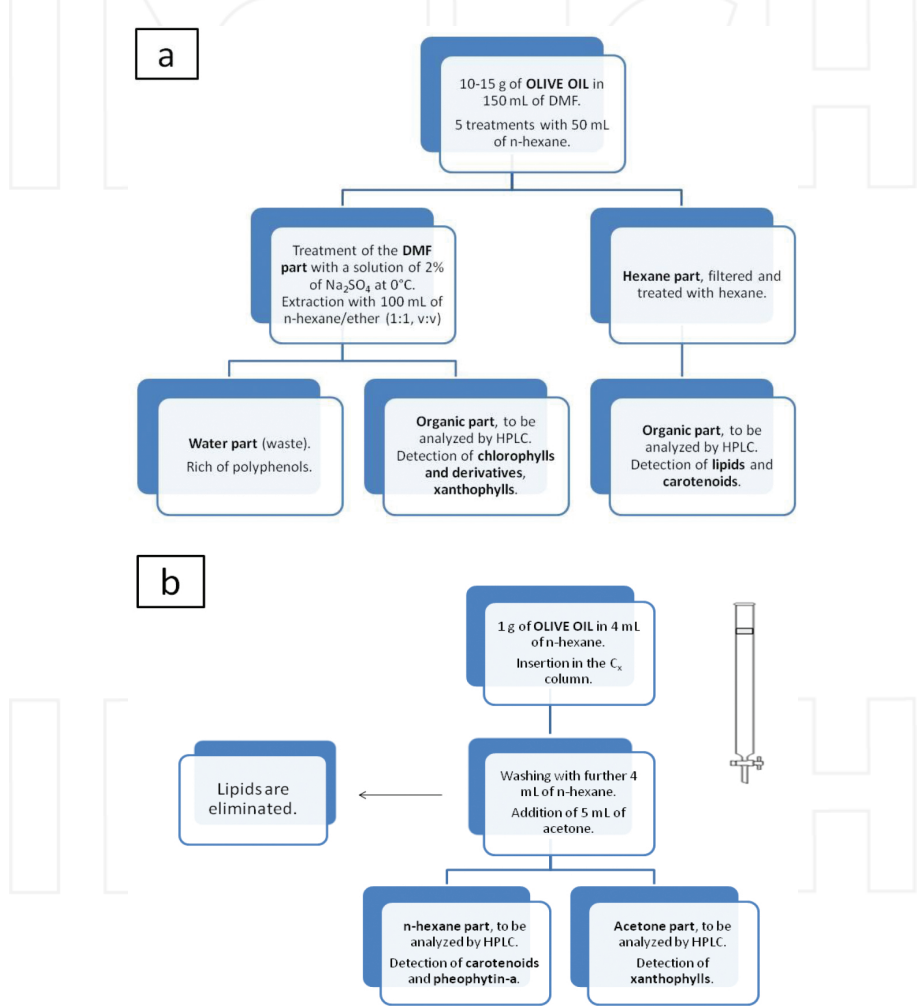 a
10-15 g of OLIVE OIL in
150 mL of DMF.
5 treatments with 50 mL
of n-hexane.
Treatment of the DMF
part with a solution of 2%
of Na₂SO₄ at 0°C.
Extraction with 100 mL of
n-hexane/ether (1:1, v:v)
Hexane part, filtered and
treated with hexane.
Water part (waste).
Rich of polyphenols.
Organic part, to be
analyzed by HPLC.
Detection of chlorophylls
and derivatives,
xanthophylls.
Organic part, to be
analyzed by HPLC.
Detection of lipids and
carotenoids.
b
1 g of OLIVE OIL in 4 mL
of n-hexane.
Insertion in the Cₓ
column.
Lipids are
eliminated.
Washing with further 4
mL of n-hexane.
Addition of 5 mL of
acetone.
n-hexane part, to be
analyzed by HPLC.
Detection of carotenoids
and pheophytin-a.
Acetone part, to be
analyzed by HPLC.
Detection of
xanthophylls.